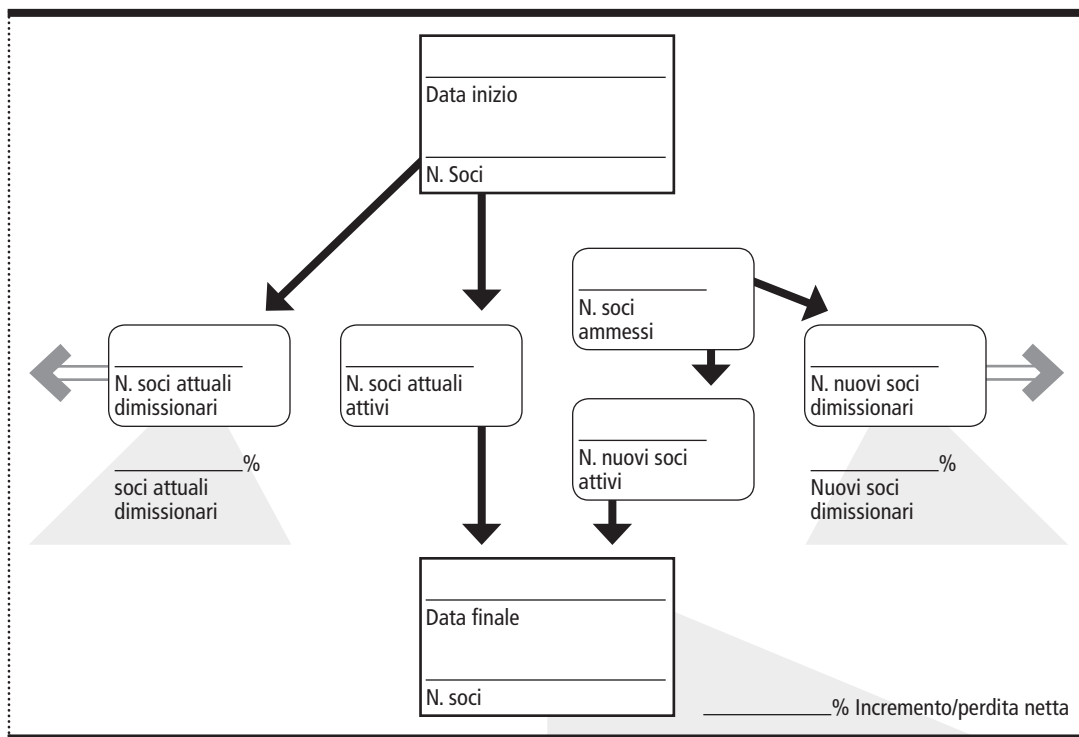 Data inizio
N. Soci
N. soci
ammessi
N. soci attuali
dimissionari
N. soci attuali
attivi
N. nuovi soci
dimissionari
N. nuovi soci
attivi
%
soci attuali
dimissionari
%
Nuovi soci
dimissionari
Data finale
N. soci
% Incremento/perdita netta